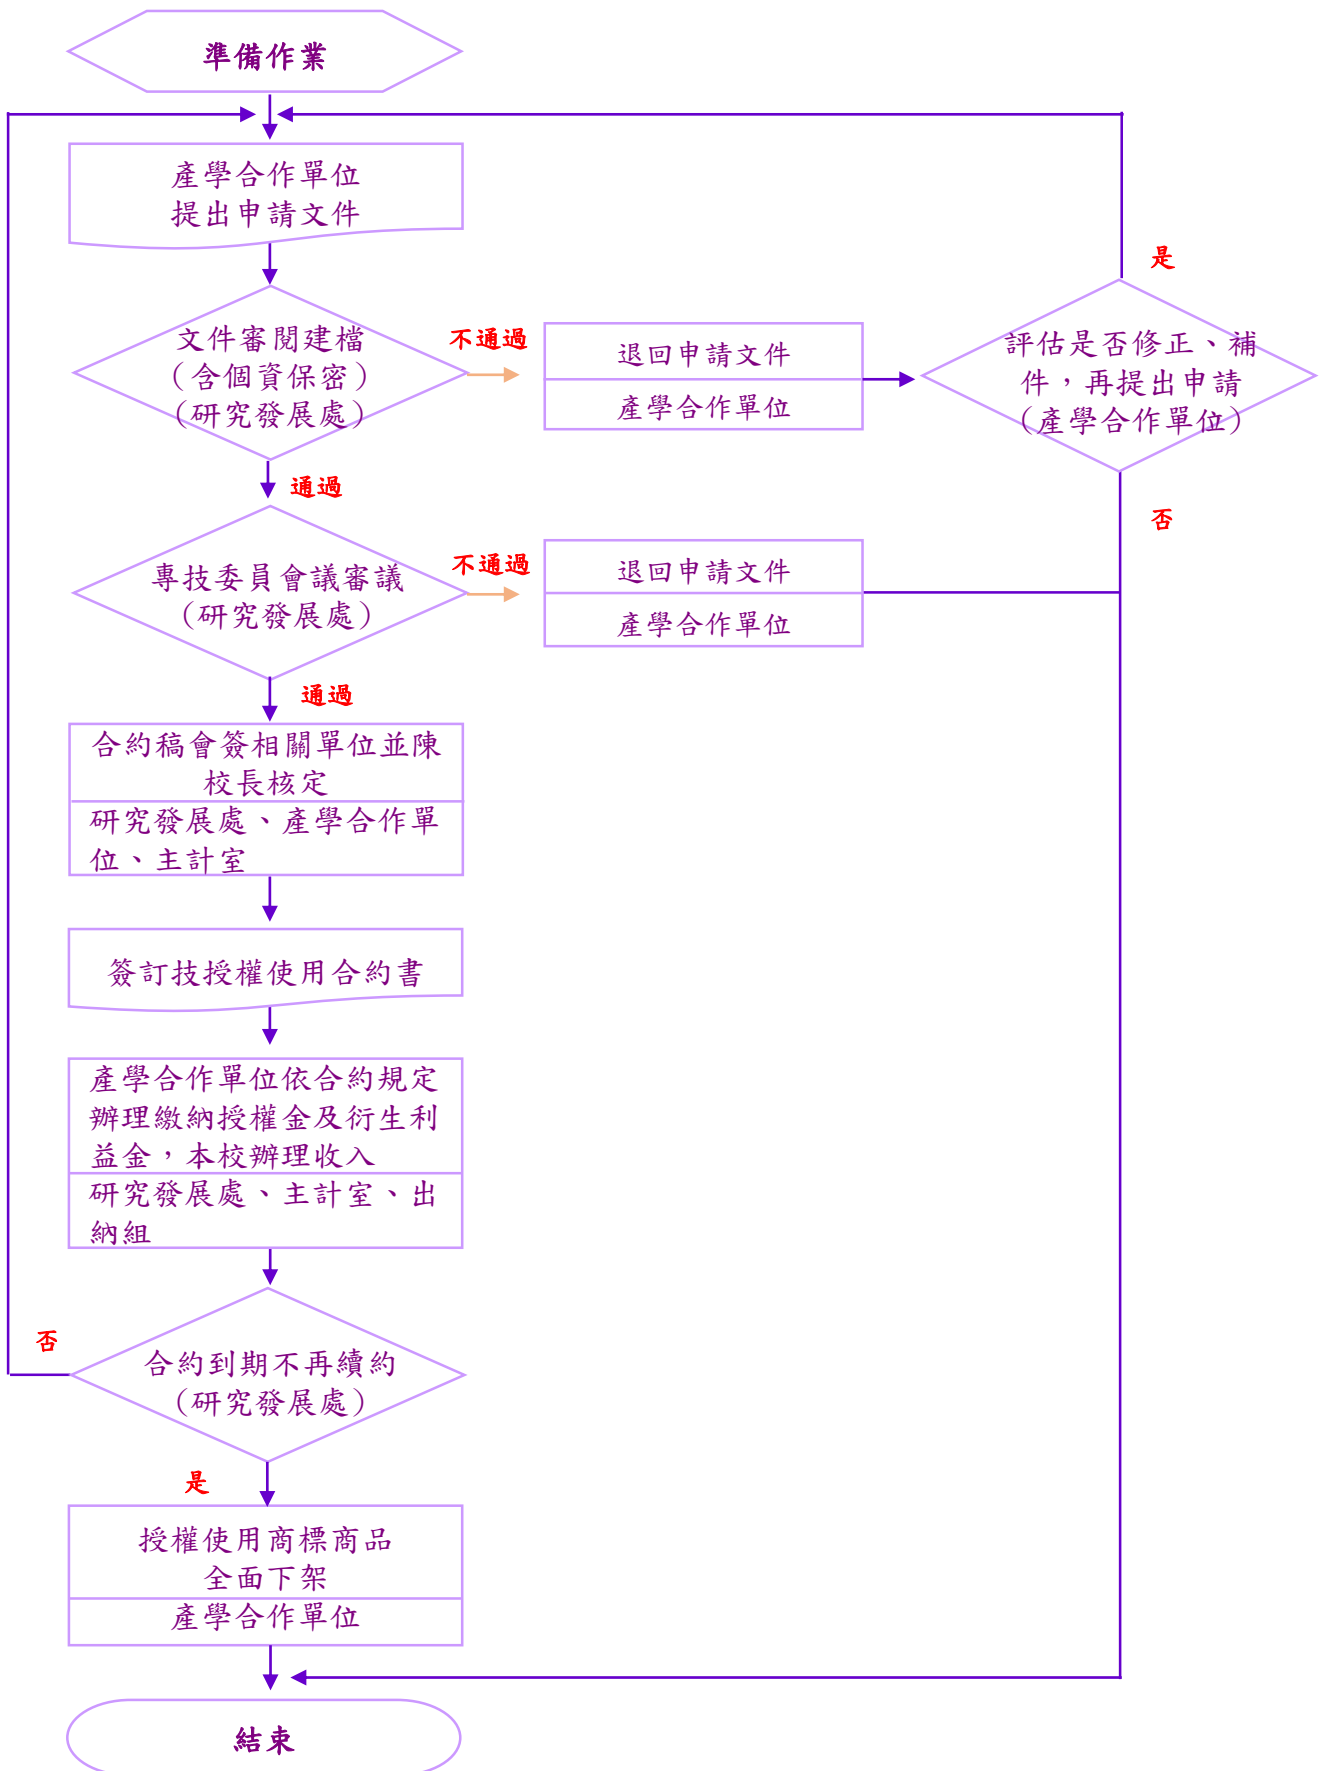 準備作業
產學合作單位
提出申請文件
是
文件審閱建檔
（含個資保密）
（研究發展處）
不通過
退回申請文件
產學合作單位
評估是否修正、補
件，再提出申請
（產學合作單位）
通過
否
專技委員會議審議
（研究發展處）
不通過
退回申請文件
產學合作單位
通過
合約稿會簽相關單位並陳
校長核定
研究發展處、產學合作單
位、主計室
簽訂技授權使用合約書
產學合作單位依合約規定
辦理繳納授權金及衍生利
益金，本校辦理收入
研究發展處、主計室、出
納組
否
合約到期不再續約
（研究發展處）
是
授權使用商標商品
全面下架
產學合作單位
結束